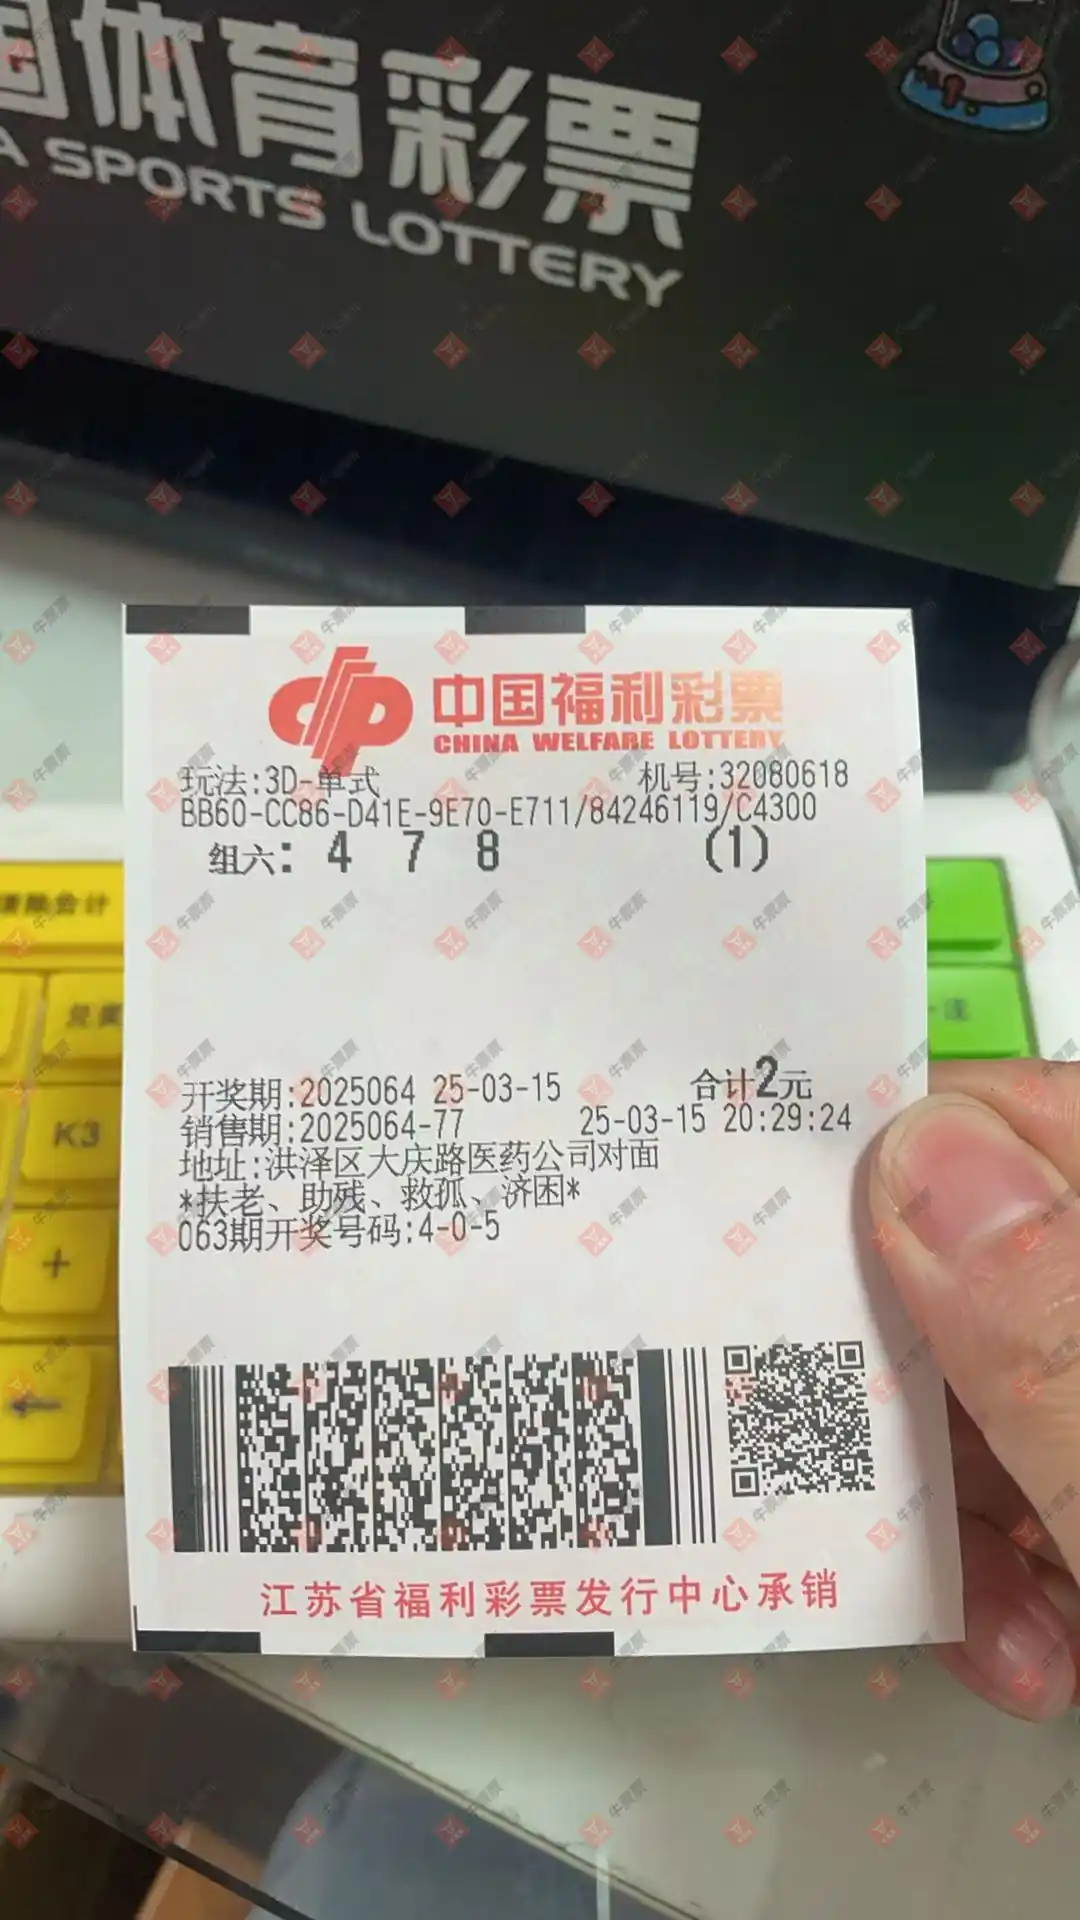 国体育彩票
A SPORTS LOTTERY
中国福利彩票
CHINA WELFARE LOTTERY
玩法:3D-单式 机号:32080618
BB60-CC86-D41E-9E70-E711/84246119/C4300
组六: 4 7 8 (1)
开奖期:2025064 25-03-15 合计2元
销售期:2025064-77 25-03-15 20:29:24
地址:洪泽区大庆路医药公司对面
*扶老、助残、救孤、济困*
063期开奖号码:4-0-5
江苏省福利彩票发行中心承销
K3
+
←
牛票票